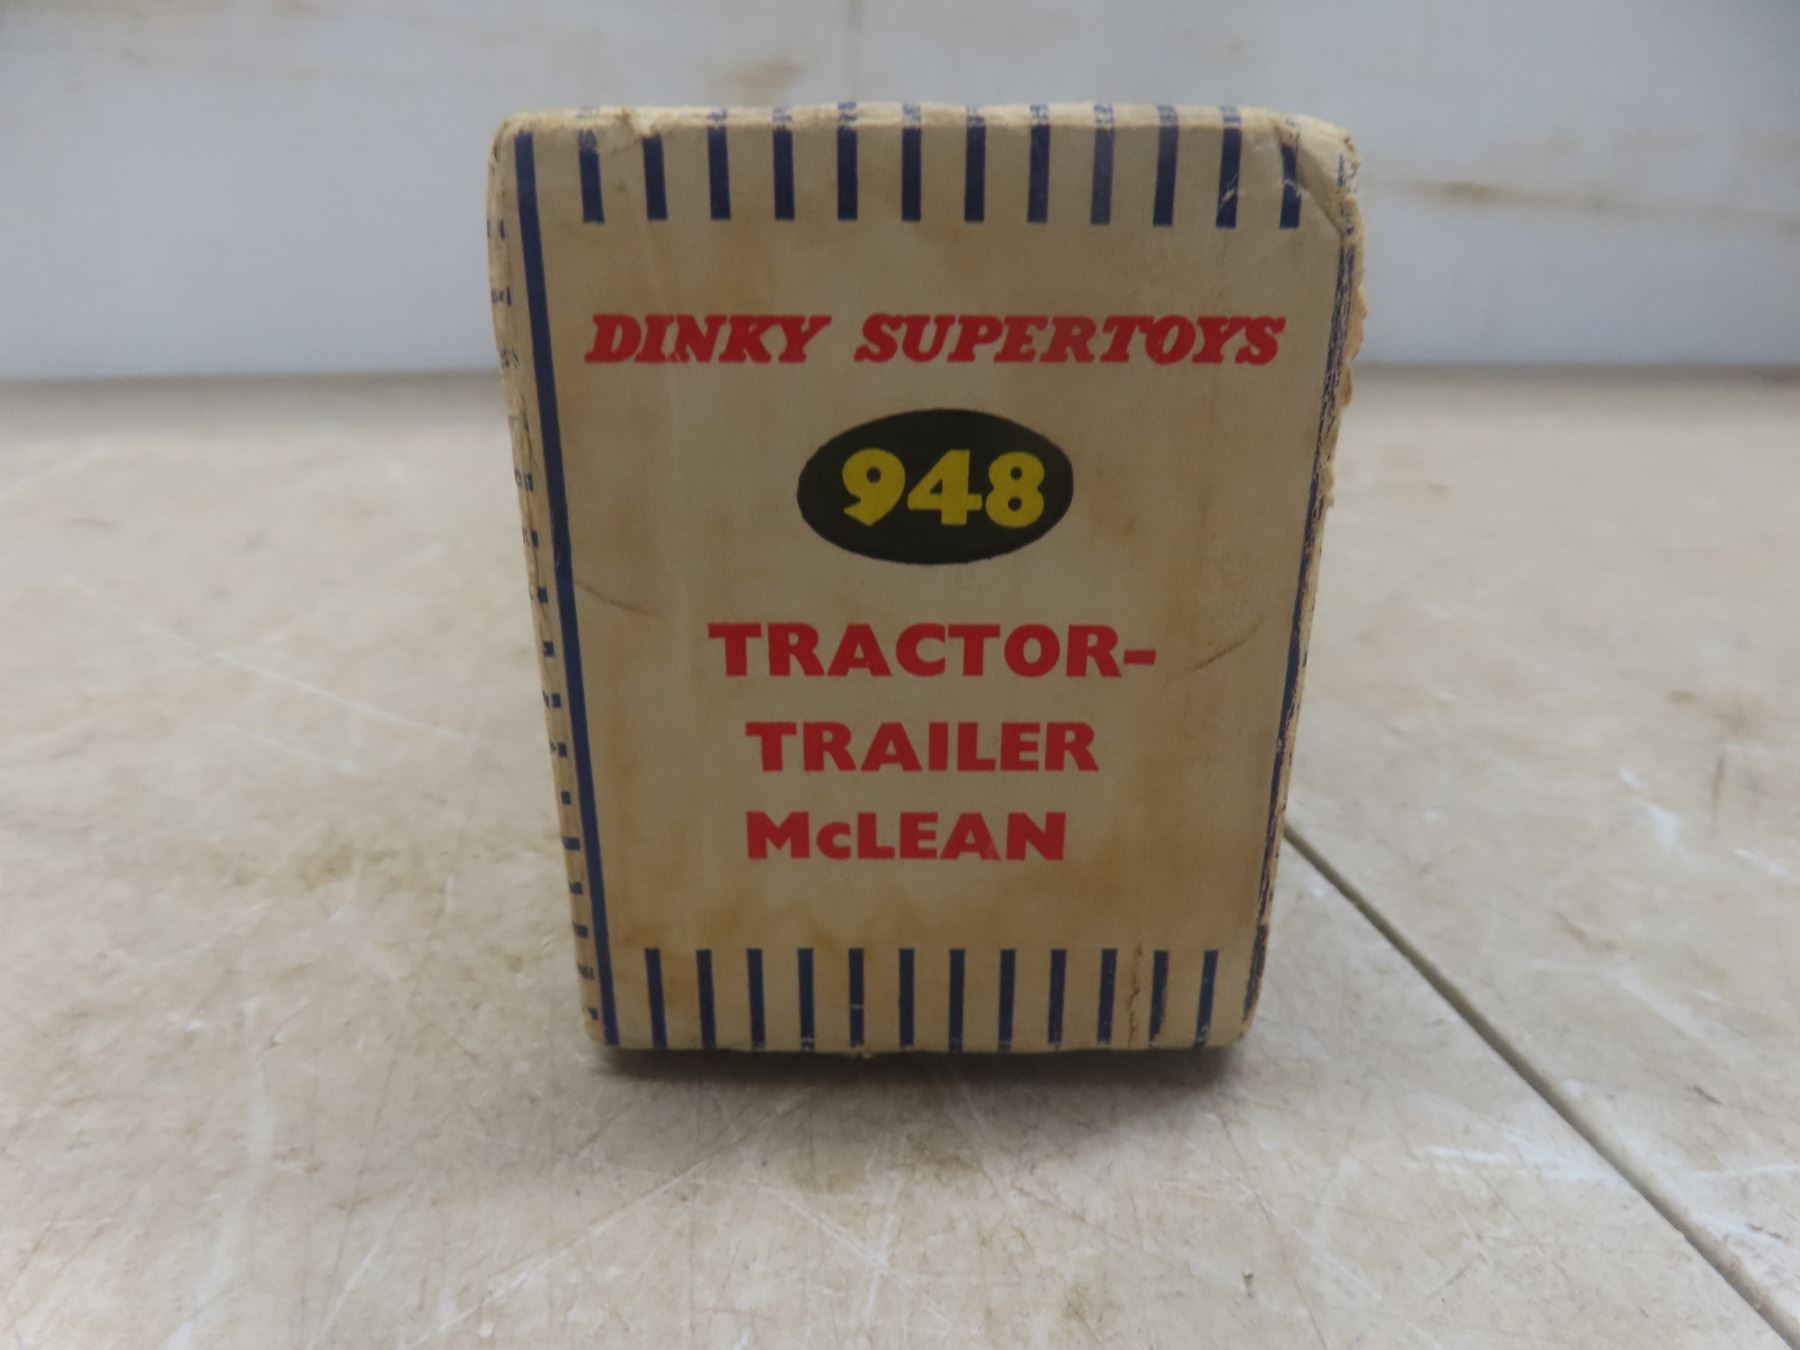 DINKY SUPERTOYS
948
TRACTOR-
TRAILER
McLEAN